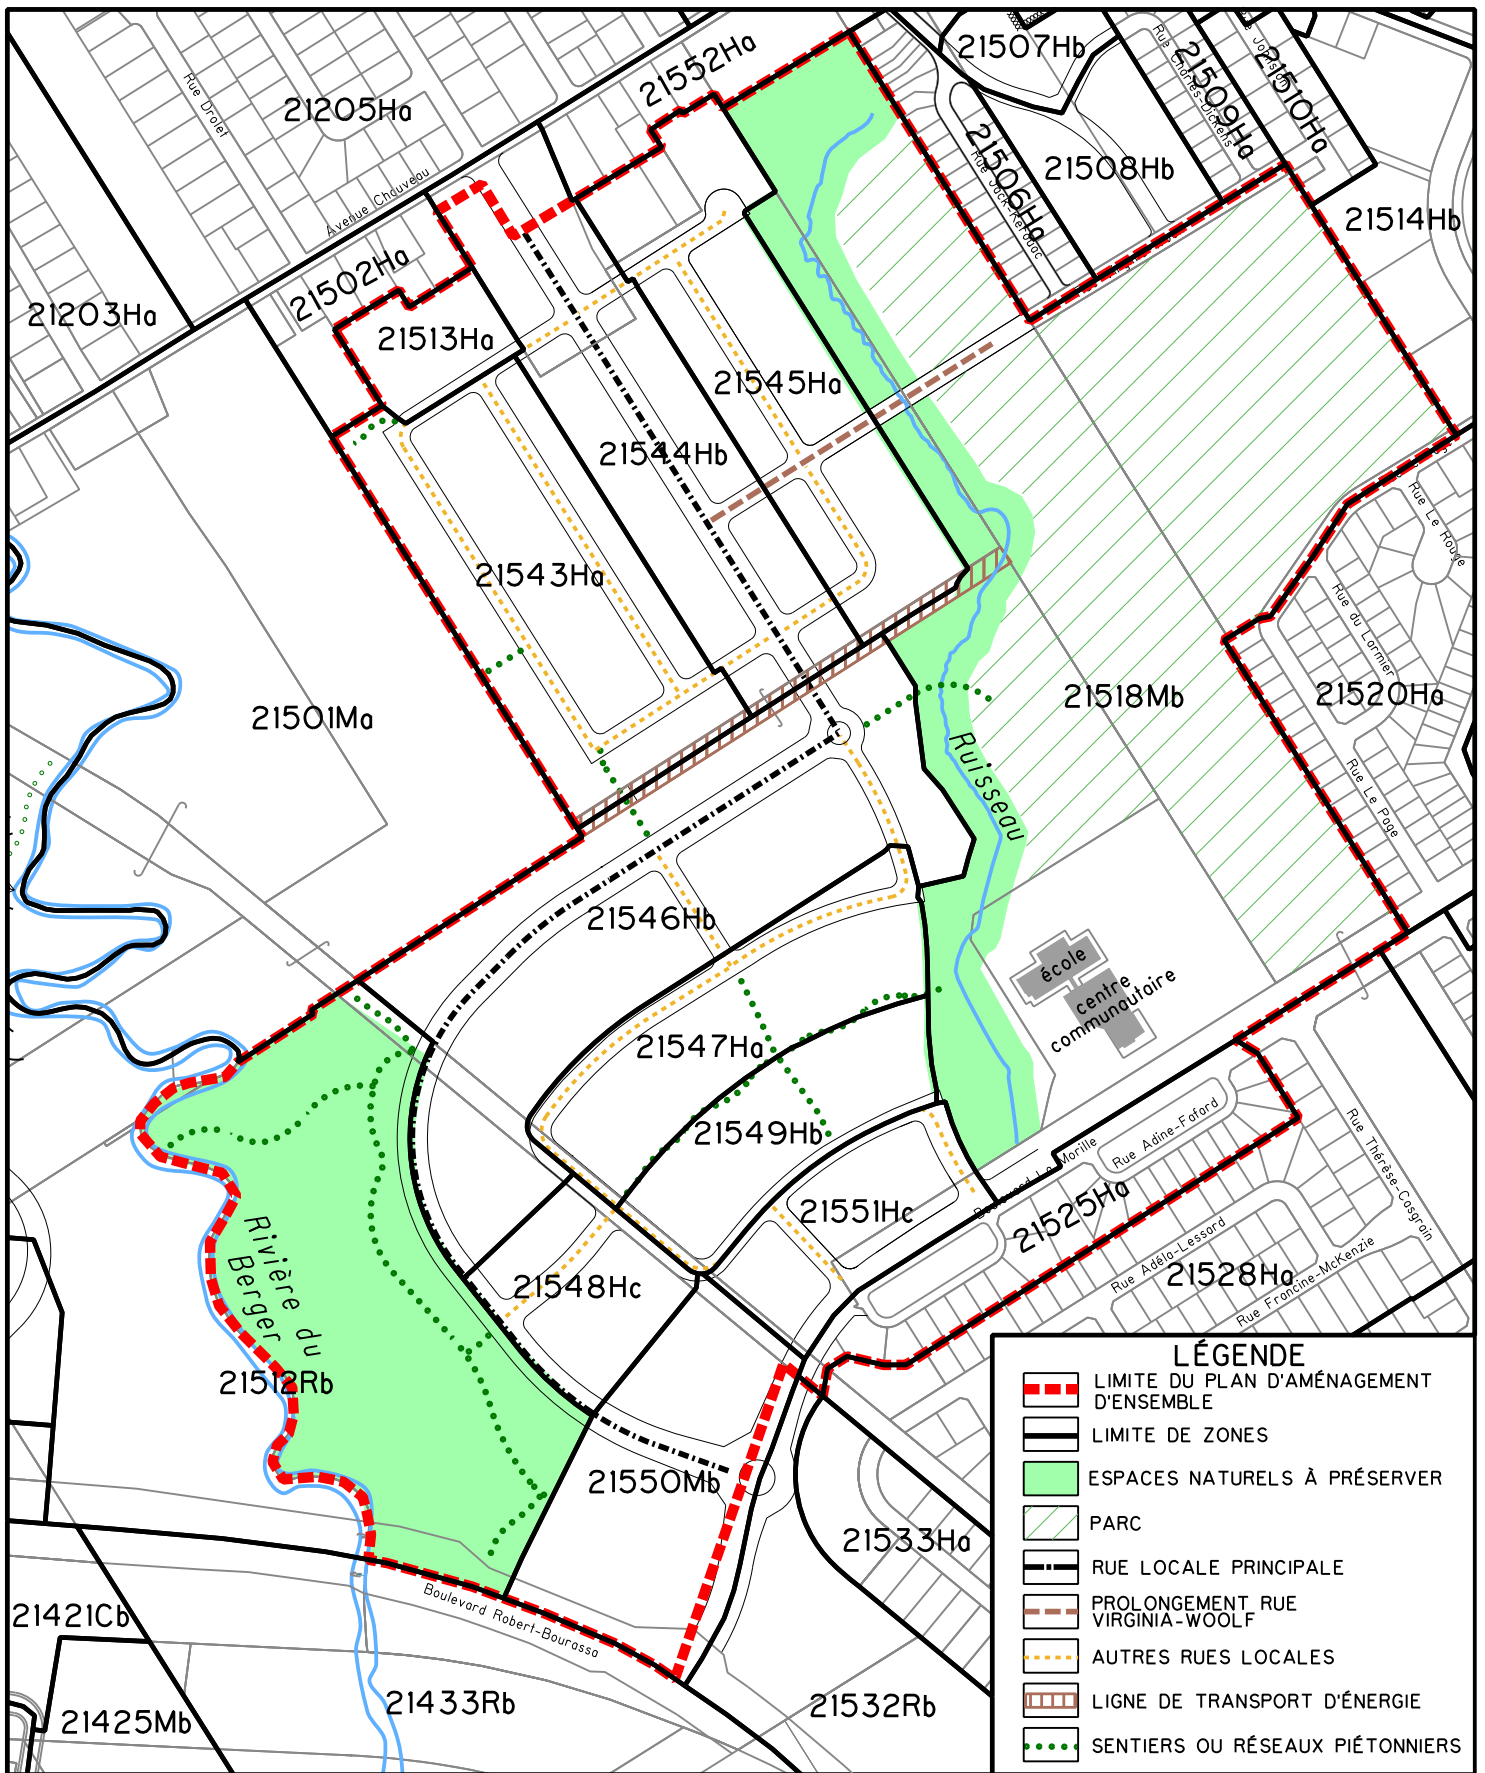 21552Ha
21507Hb
Rue Drolet
21205Ha
Rue Charles-Dickens
21509Ha
21510Ha
21506Ha
Rue Jack-Kerouac
21508Hb
Avenue Chauveau
21514Hb
21502Ha
21203Ha
21513Ha
21545Ha
21544Hb
Rue Le Rouge
21543Ha
Rue du Lormier
21501Ma
21518Mb
21520Ha
Ruisseau
Rue Le Page
21546Hb
école
centre
communautaire
21547Ha
21549Hb
Rue Adine-Fafard
Rue Thérèse-Casgrain
21551Hc
21525Ha
Rivière du
Berger
Rue Adéla-Lessard
21528Ha
Rue Francine-McKenzie
21548Hc
21512Rb
21550Mb
21533Ha
Boulevard Robert-Bourassa
21421Cb
21425Mb
21433Rb
21532Rb
LÉGENDE
LIMITE DU PLAN D'AMÉNAGEMENT
D'ENSEMBLE
LIMITE DE ZONES
ESPACES NATURELS À PRÉSERVER
PARC
RUE LOCALE PRINCIPALE
PROLONGEMENT RUE
VIRGINIA-WOOLF
AUTRES RUES LOCALES
LIGNE DE TRANSPORT D'ÉNERGIE
SENTIERS OU RÉSEAUX PIÉTONNIERS